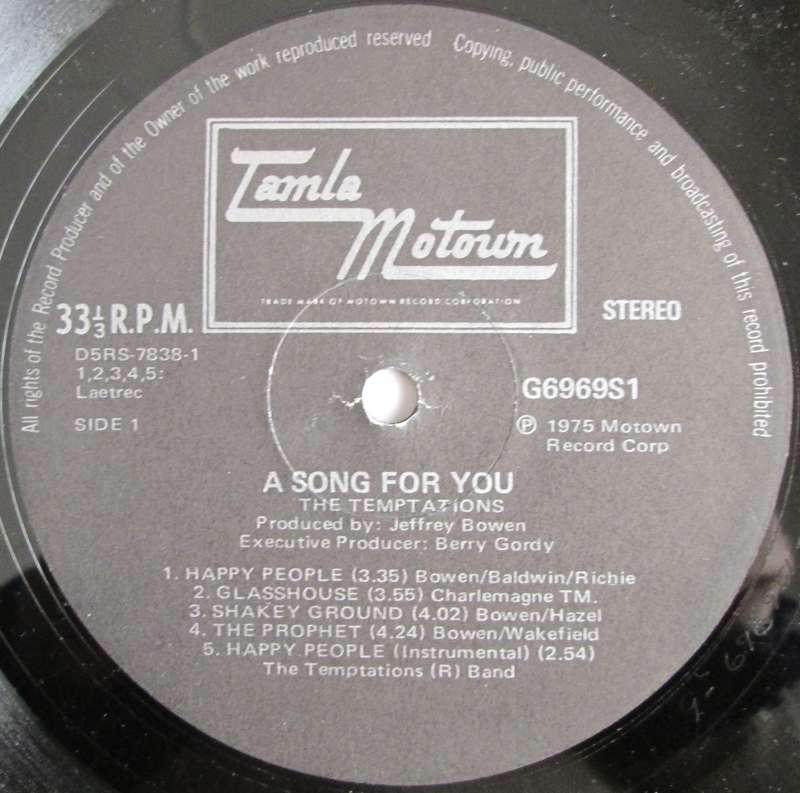 All rights of the Record Producer and of the Owner of the work reproduced reserved
Copying, public performance and broadcasting of this record prohibited
Tamla
Motown
TRADE MARK OF MOTOWN RECORD CORPORATION
33⅓ R.P.M.
STEREO
D5RS-7838-1
1,2,3,4,5:
Laetrec
SIDE 1
G6969S1
℗ 1975 Motown
Record Corp
A SONG FOR YOU
THE TEMPTATIONS
Produced by: Jeffrey Bowen
Executive Producer: Berry Gordy
1. HAPPY PEOPLE (3.35) Bowen/Baldwin/Richie
2. GLASSHOUSE (3.55) Charlemagne TM.
3. SHAKEY GROUND (4.02) Bowen/Hazel
4. THE PROPHET (4.24) Bowen/Wakefield
5. HAPPY PEOPLE (Instrumental) (2.54)
The Temptations (R) Band